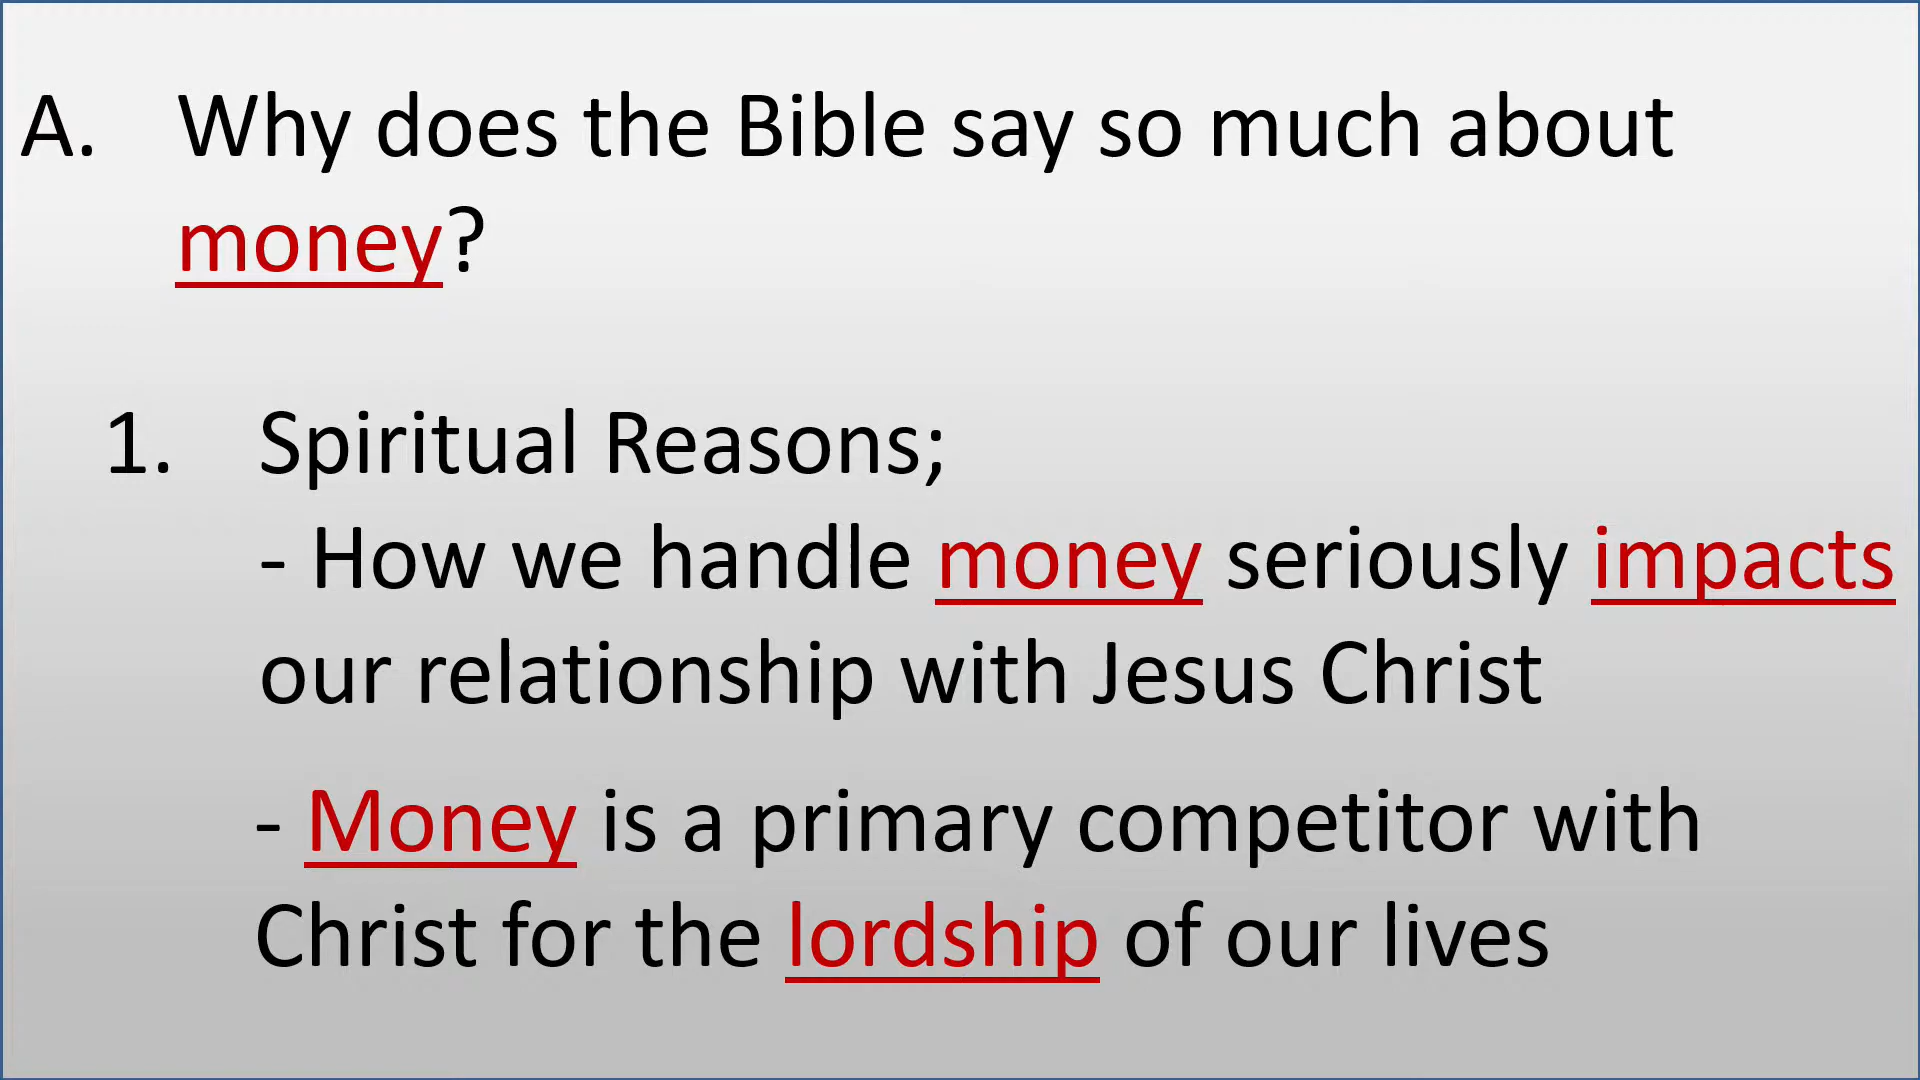 A. Why does the Bible say so much about
money?
1. Spiritual Reasons;
- How we handle money seriously impacts
our relationship with Jesus Christ
- Money is a primary competitor with
Christ for the lordship of our lives